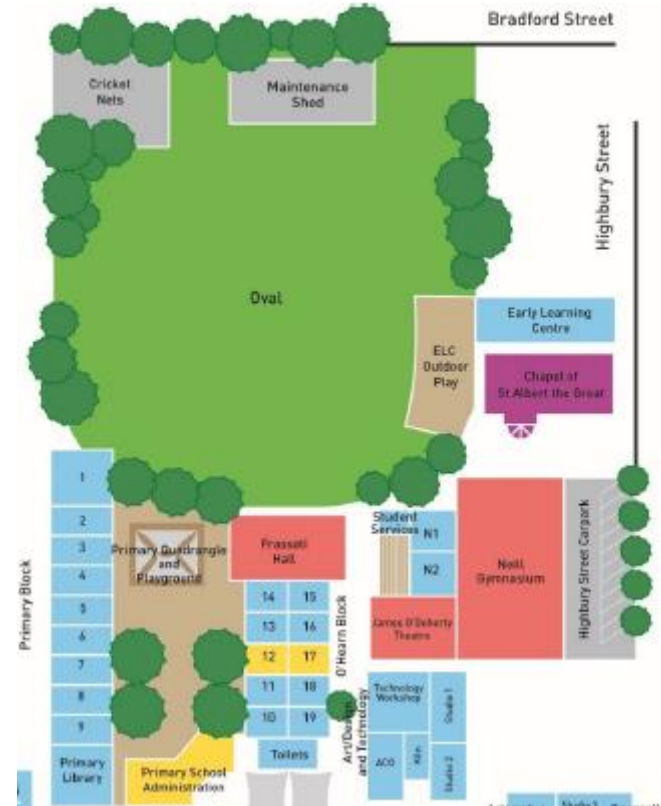 Bradford Street
Cricket
Nets
Maintenance
Shed
Highbury Street
Oval
Early Learning
Centre
ELC
Outdoor
Play
Chapel of
St.Albert the Great
1
2
3
4
5
6
7
8
9
Primary Block
Primary Quadrangle
and
Playground
Primary
Library
Primary School
Administration
Frassati
Hall
14
15
13
16
12
17
11
18
10
19
O'Hearn Block
Toilets
Student
Services
N1
N2
Neill
Gymnasium
Highbury Street Carpark
James O'Doherty
Theatre
Art/Design
and Technology
Technology
Workshop
Studio 1
ACO
Kiln
Studio 2